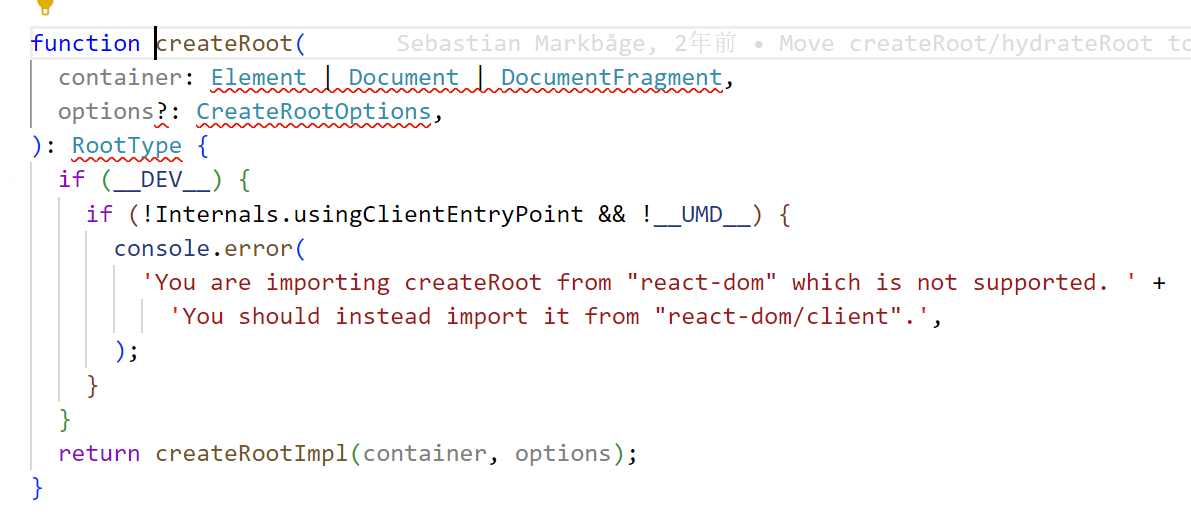 function createRoot(    Sebastian Markbåge, 2年前 • Move createRoot/hydrateRoot to
  container: Element | Document | DocumentFragment,
  options?: CreateRootOptions,
): RootType {
  if (__DEV__) {
    if (!Internals.usingClientEntryPoint && !__UMD__) {
      console.error(
        'You are importing createRoot from "react-dom" which is not supported. ' +
          'You should instead import it from "react-dom/client".',
      );
    }
  }
  return createRootImpl(container, options);
}